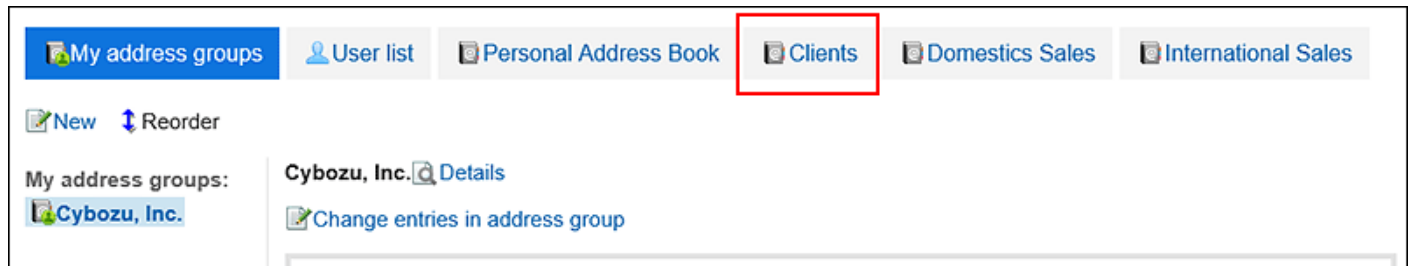 My address groups User list Personal Address Book Clients Domestics Sales International Sales
New Reorder
My address groups:
Cybozu, Inc.
Cybozu, Inc. Details
Change entries in address group